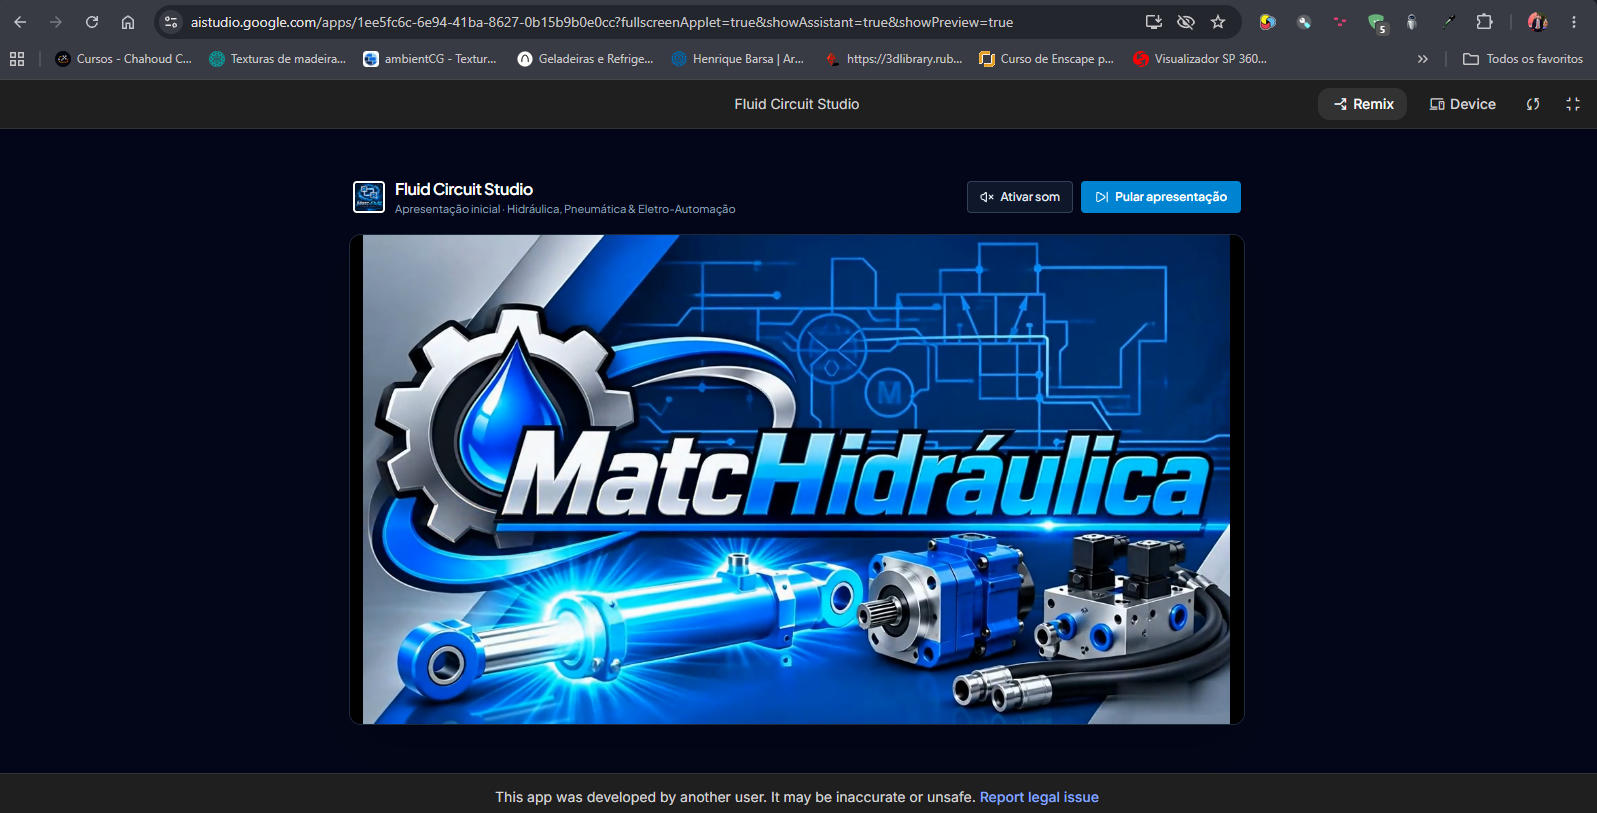 aistudio.google.com/apps/1ee5fc6c-6e94-41ba-8627-0b15b9b0e0cc?fullscreenApplet=true&showAssistant=true&showPreview=true
5
Cursos - Chahoud C...
Texturas de madeira...
ambientCG - Textur...
Geladeiras e Refrige...
Henrique Barsa | Ar...
https://3dlibrary.rub...
Curso de Enscape p...
Visualizador SP 360...
Todos os favoritos
Fluid Circuit Studio
Remix
Device
Fluid Circuit Studio
Apresentação inicial · Hidráulica, Pneumática & Eletro-Automação
Ativar som
Pular apresentação
M
MatcHidráulica
This app was developed by another user. It may be inaccurate or unsafe. Report legal issue